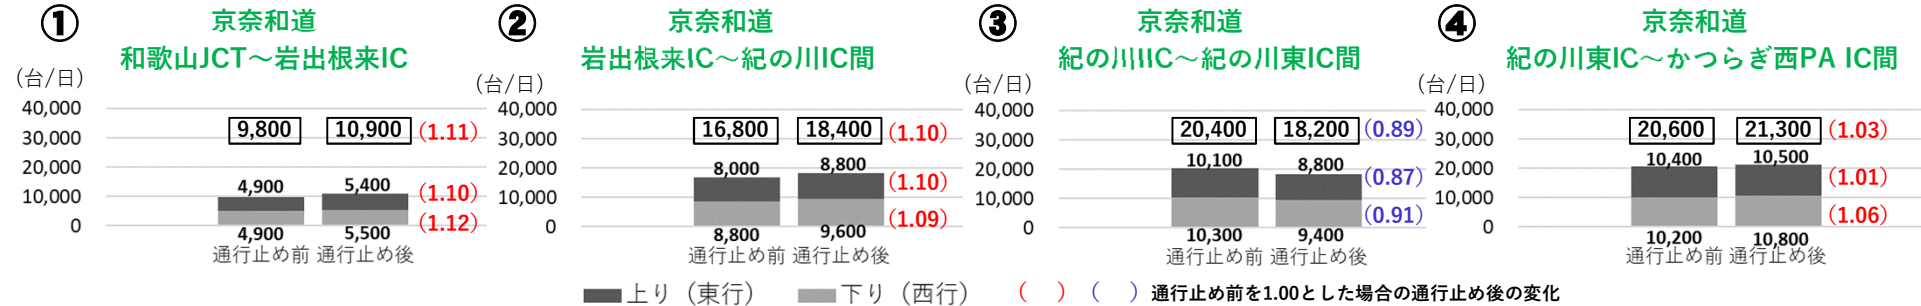 ① 京奈和道
和歌山JCT～岩出根来IC
(台/日)
40,000
30,000
20,000
10,000
0
9,800 10,900 (1.11)
4,900 5,400 (1.10)
(1.12)
4,900 5,500
通行止め前 通行止め後
② 京奈和道
岩出根来IC～紀の川IC間
(台/日)
40,000
30,000
20,000
10,000
0
16,800 18,400 (1.10)
8,000 8,800 (1.10)
(1.09)
8,800 9,600
通行止め前 通行止め後
③ 京奈和道
紀の川IC～紀の川東IC間
(台/日)
40,000
30,000
20,000
10,000
0
20,400 18,200 (0.89)
10,100 8,800 (0.87)
(0.91)
10,300 9,400
通行止め前 通行止め後
④ 京奈和道
紀の川東IC～かつらぎ西PA IC間
(台/日)
40,000
30,000
20,000
10,000
0
20,600 21,300 (1.03)
10,400 10,500 (1.01)
(1.06)
10,200 10,800
通行止め前 通行止め後
上り（東行） 下り（西行） （ ）（ ）通行止め前を1.00とした場合の通行止め後の変化